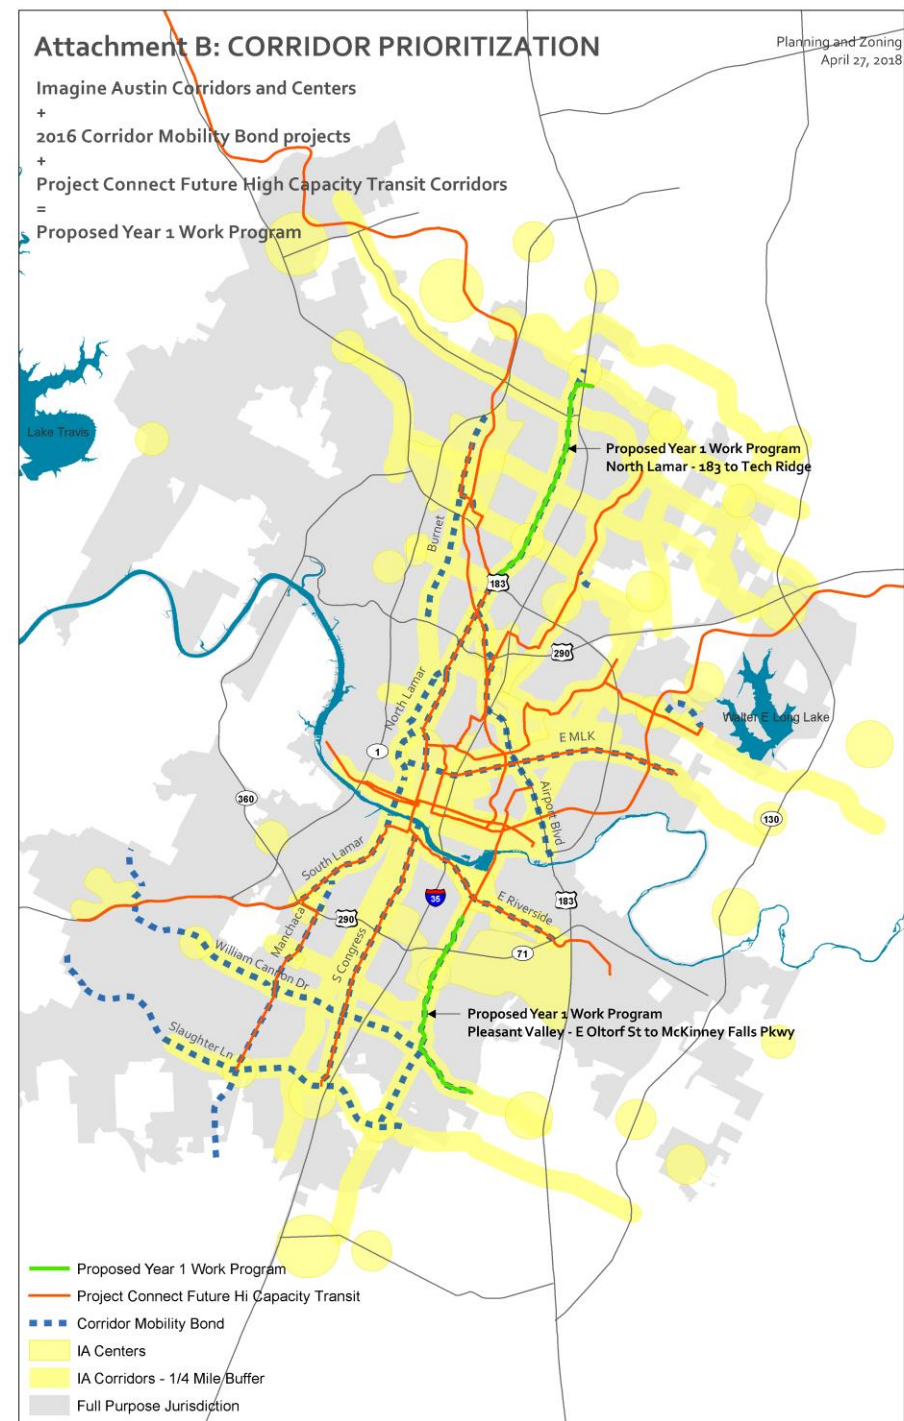 Attachment B: CORRIDOR PRIORITIZATION
Planning and Zoning
April 27, 2018
Imagine Austin Corridors and Centers
+
2016 Corridor Mobility Bond projects
+
Project Connect Future High Capacity Transit Corridors
=
Proposed Year 1 Work Program
Lake Travis
Proposed Year 1 Work Program
North Lamar - 183 to Tech Ridge
Burnet
183
290
North Lamar
Walter E Long Lake
E MLK
1
360
Airport Blvd
130
South Lamar
35
183
E Riverside
Manchaca
290
S Congress
71
William Cannon Dr
Proposed Year 1 Work Program
Pleasant Valley - E Oltorf St to McKinney Falls Pkwy
Slaughter Ln
Proposed Year 1 Work Program
Project Connect Future Hi Capacity Transit
Corridor Mobility Bond
IA Centers
IA Corridors - 1/4 Mile Buffer
Full Purpose Jurisdiction